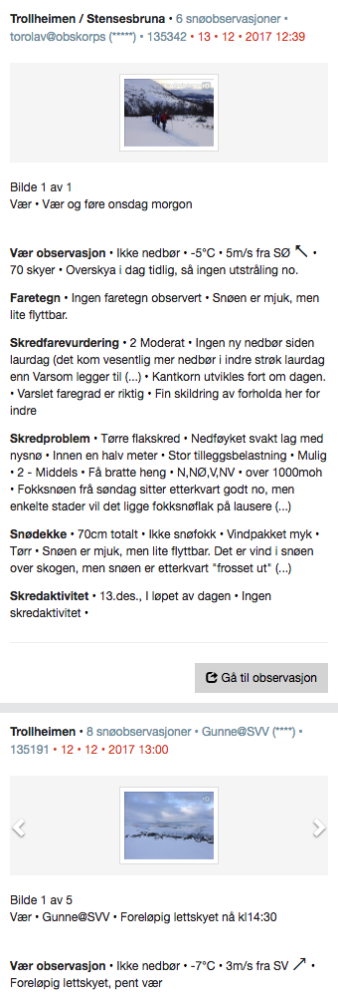 Trollheimen / Stensesbruna • 6 snøobservasjoner •
torolav@obskorps (*****) • 135342 • 13 • 12 • 2017 12:39
Bilde 1 av 1
Vær • Vær og føre onsdag morgon
Vær observasjon • Ikke nedbør • -5°C • 5m/s fra SØ ↖ •
70 skyer • Overskya i dag tidlig, så ingen utstråling no.
Faretegn • Ingen faretegn observert • Snøen er mjuk, men
lite flyttbar.
Skredfarevurdering • 2 Moderat • Ingen ny nedbør siden
laurdag (det kom vesentlig mer nedbør i indre strøk laurdag
enn Varsom legger til (...) • Kantkorn utvikles fort om dagen.
• Varslet faregrad er riktig • Fin skildring av forholda her for
indre
Skredproblem • Tørre flakskred • Nedføyket svakt lag med
nysnø • Innen en halv meter • Stor tilleggsbelastning • Mulig
• 2 - Middels • Få bratte heng • N,NØ,V,NV • over 1000moh
• Fokksnøen frå søndag sitter etterkvart godt no, men
enkelte stader vil det ligge fokksnøflak på lausere (...)
Snødekke • 70cm totalt • Ikke snøfokk • Vindpakket myk •
Tørr • Snøen er mjuk, men lite flyttbar. Det er vind i snøen
over skogen, men snøen er etterkvart "frosset ut" (...)
Skredaktivitet • 13.des., I løpet av dagen • Ingen
skredaktivitet •
Gå til observasjon
Trollheimen • 8 snøobservasjoner • Gunne@SVV (****) •
135191 • 12 • 12 • 2017 13:00
Bilde 1 av 5
Vær • Gunne@SVV • Foreløpig lettskyet nå kl14:30
Vær observasjon • Ikke nedbør • -7°C • 3m/s fra SV ↗ •
Foreløpig lettskyet, pent vær